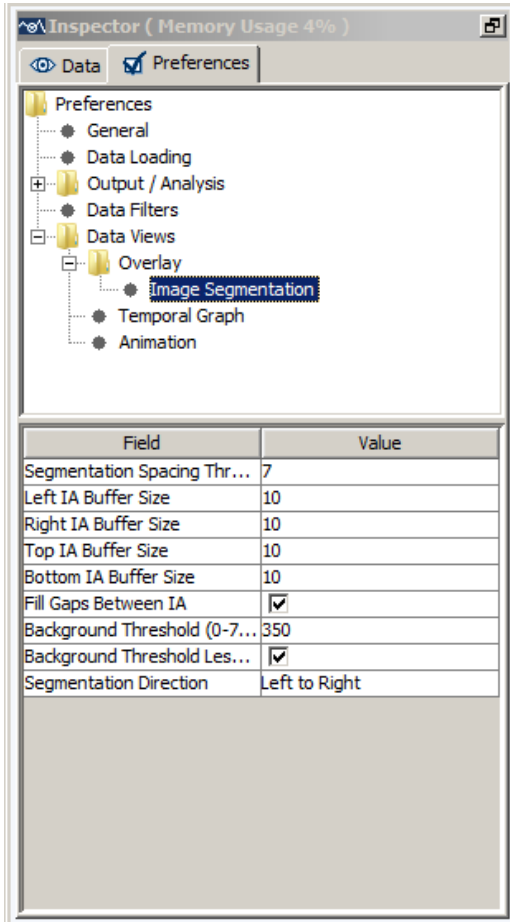 Inspector ( Memory Usage 4% )
Data Preferences
Preferences
General
Data Loading
Output / Analysis
Data Filters
Data Views
Overlay
Image Segmentation
Temporal Graph
Animation
Field Value
Segmentation Spacing Thr... 7
Left IA Buffer Size 10
Right IA Buffer Size 10
Top IA Buffer Size 10
Bottom IA Buffer Size 10
Fill Gaps Between IA
Background Threshold (0-7... 350
Background Threshold Les...
Segmentation Direction Left to Right